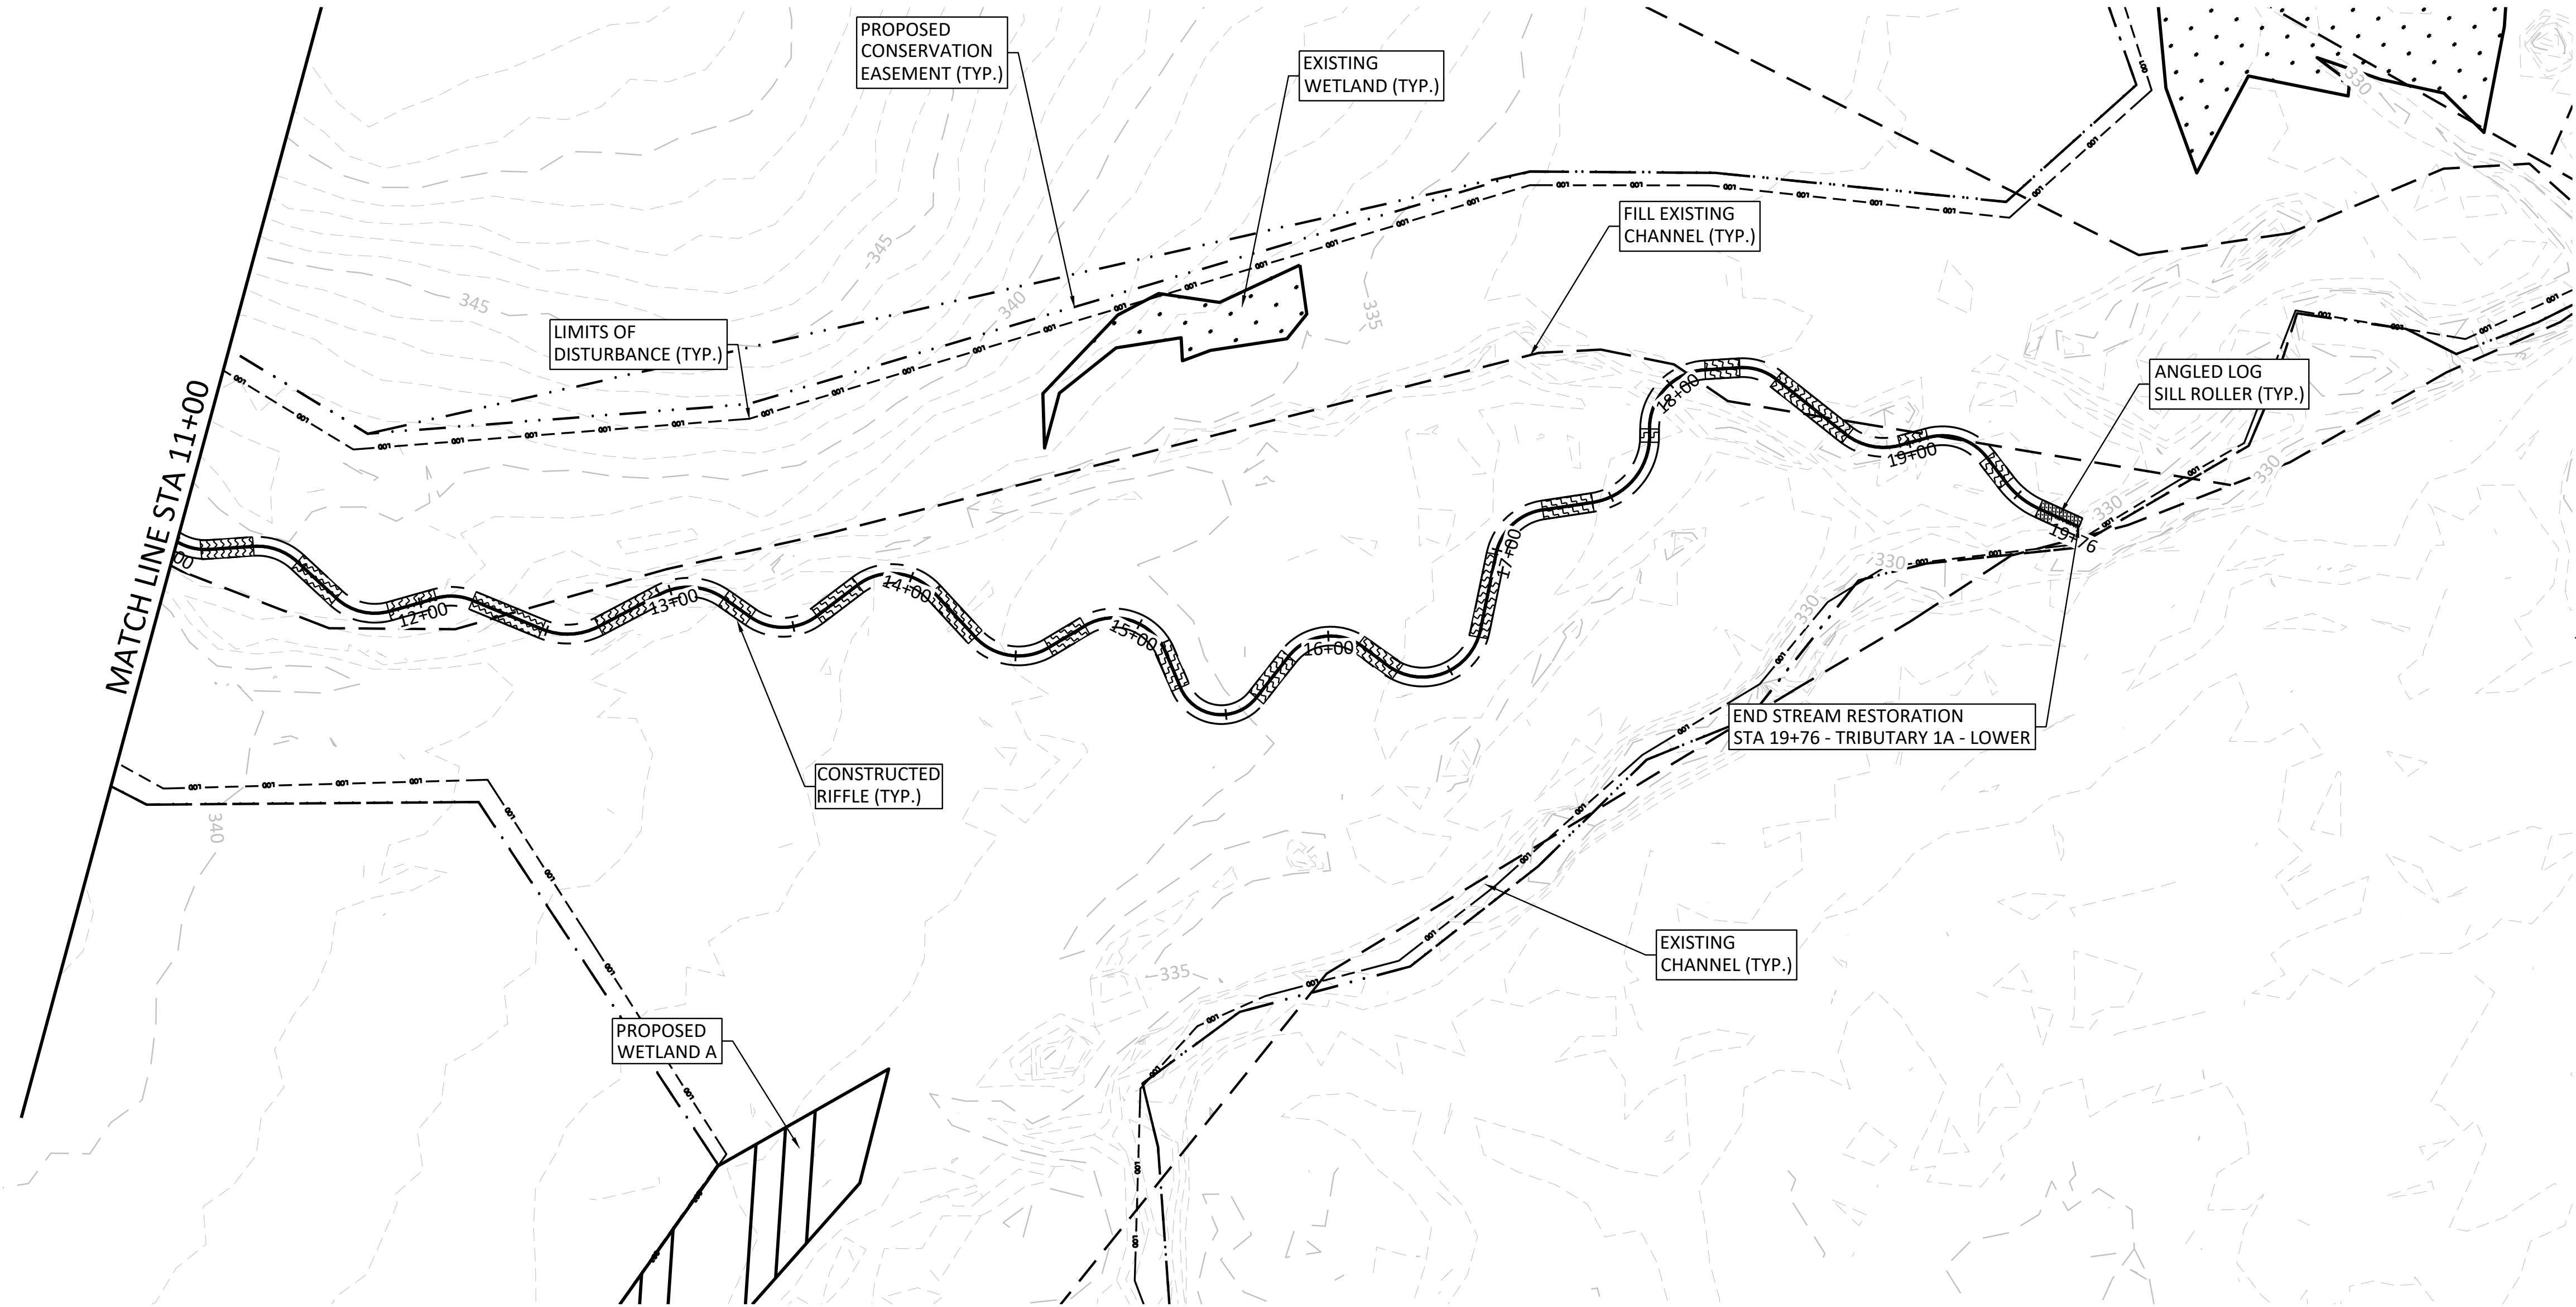 PROPOSED
CONSERVATION
EASEMENT (TYP.)
EXISTING
WETLAND (TYP.)
330
FILL EXISTING
CHANNEL (TYP.)
345
345
340
335
LIMITS OF
DISTURBANCE (TYP.)
ANGLED LOG
SILL ROLLER (TYP.)
MATCH LINE STA 11+00
18+00
19+00
330
330
19+76
330
330
00
12+00
13+00
14+00
15+00
16+00
17+00
END STREAM RESTORATION
STA 19+76 - TRIBUTARY 1A - LOWER
CONSTRUCTED
RIFFLE (TYP.)
340
EXISTING
CHANNEL (TYP.)
335
PROPOSED
WETLAND A